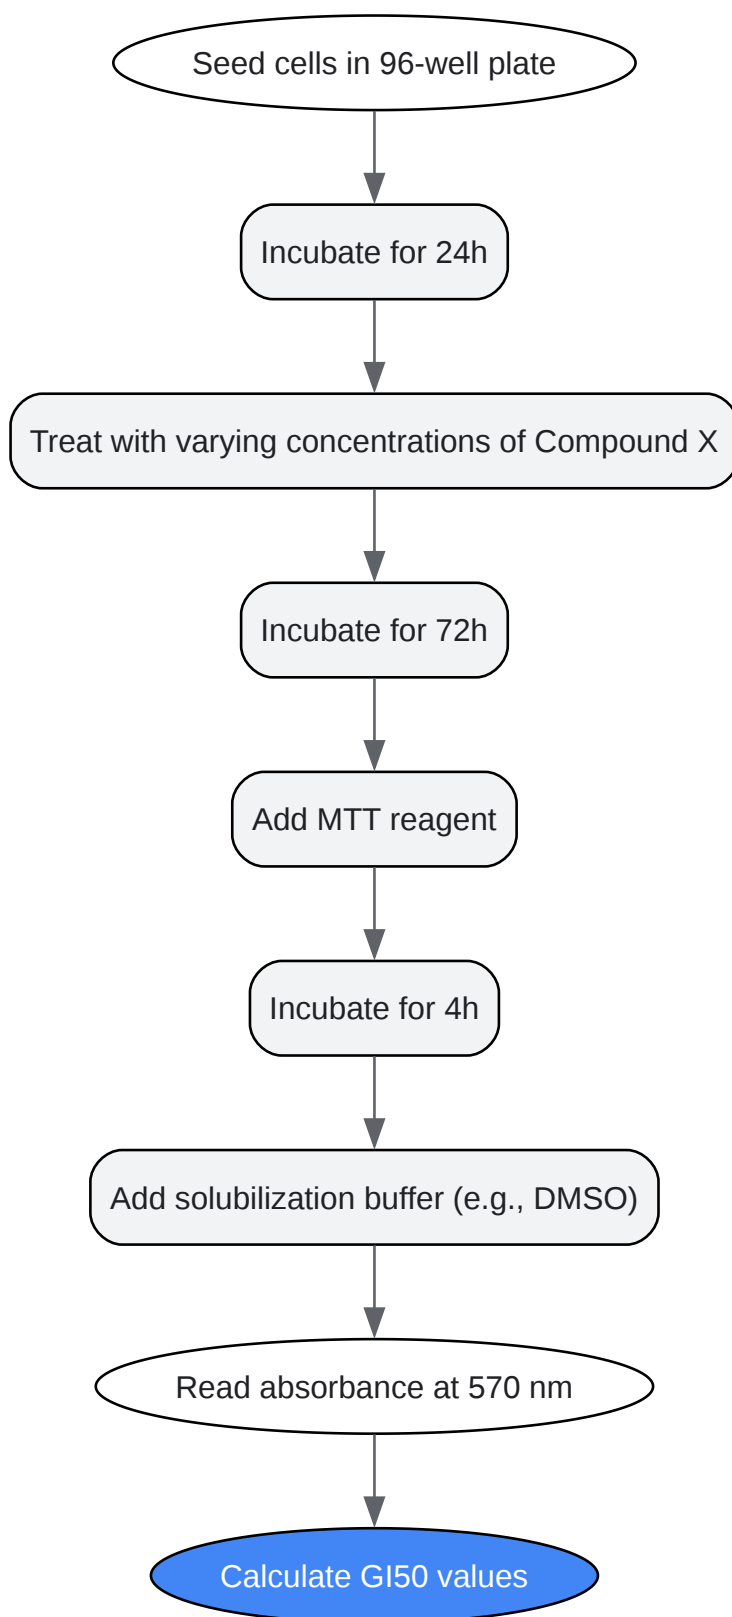 Seed cells in 96-well plate
Incubate for 24h
Treat with varying concentrations of Compound X
Incubate for 72h
Add MTT reagent
Incubate for 4h
Add solubilization buffer (e.g., DMSO)
Read absorbance at 570 nm
Calculate GI50 values